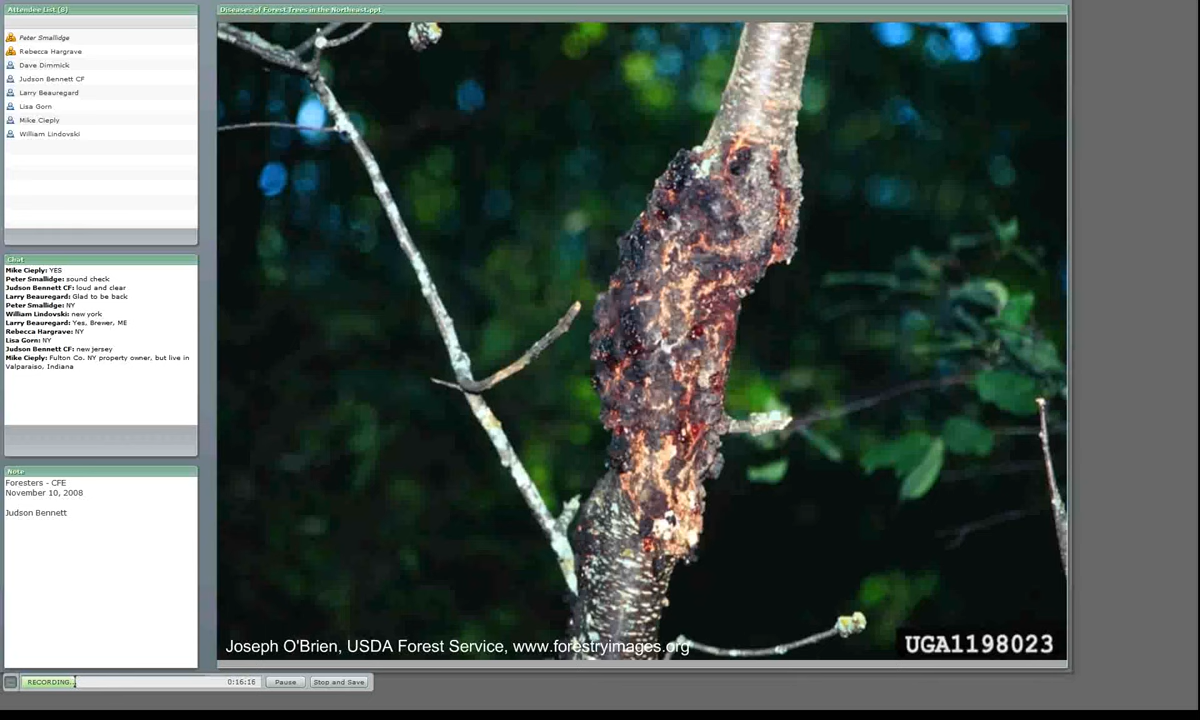 Attendee List (8)
Peter Smallidge
Rebecca Hargrave
Dave Dimmick
Judson Bennett CF
Larry Beauregard
Lisa Gorn
Mike Cieply
William Lindovski
Chat
Mike Cieply: YES
Peter Smallidge: sound check
Judson Bennett CF: loud and clear
Larry Beauregard: Glad to be back
Peter Smallidge: NY
William Lindovski: new york
Larry Beauregard: Yes, Brewer, ME
Rebecca Hargrave: NY
Lisa Gorn: NY
Judson Bennett CF: new jersey
Mike Cieply: Fulton Co. NY property owner, but live in
Valparaiso, Indiana
Note
Foresters - CFE
November 10, 2008
Judson Bennett
Diseases of Forest Trees in the Northeast.ppt
Joseph O'Brien, USDA Forest Service, www.forestryimages.org
UGA1198023
RECORDING... 0:16:16 Pause Stop and Save